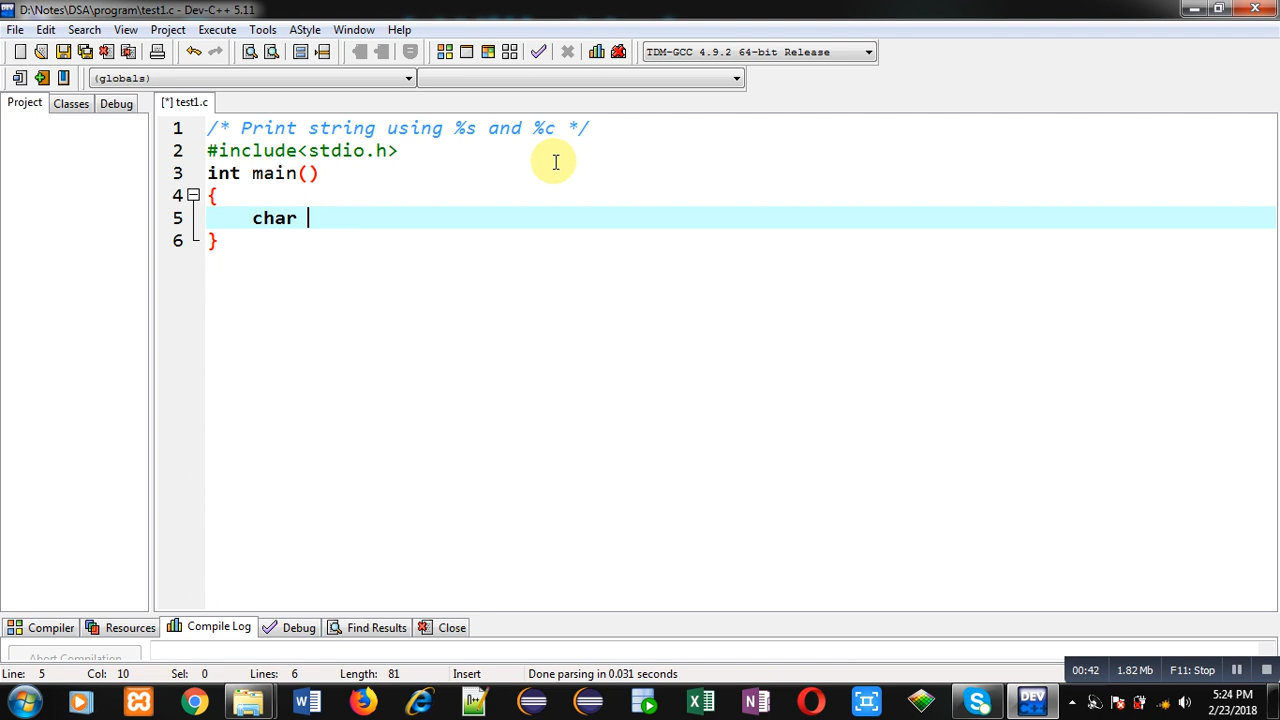 D:\Notes\DSA\program\test1.c - Dev-C++ 5.11
File Edit Search View Project Execute Tools AStyle Window Help
TDM-GCC 4.9.2 64-bit Release
(globals)
Project Classes Debug [*] test1.c
1 /* Print string using %s and %c */
2 #include<stdio.h>
3 int main()
4 {
5 char
6 }
Compiler Resources Compile Log Debug Find Results Close
Abort Compilation
Line: 5 Col: 10 Sel: 0 Lines: 6 Length: 81 Insert Done parsing in 0.031 seconds
00:42 1.82 Mb F11: Stop
5:24 PM
2/23/2018